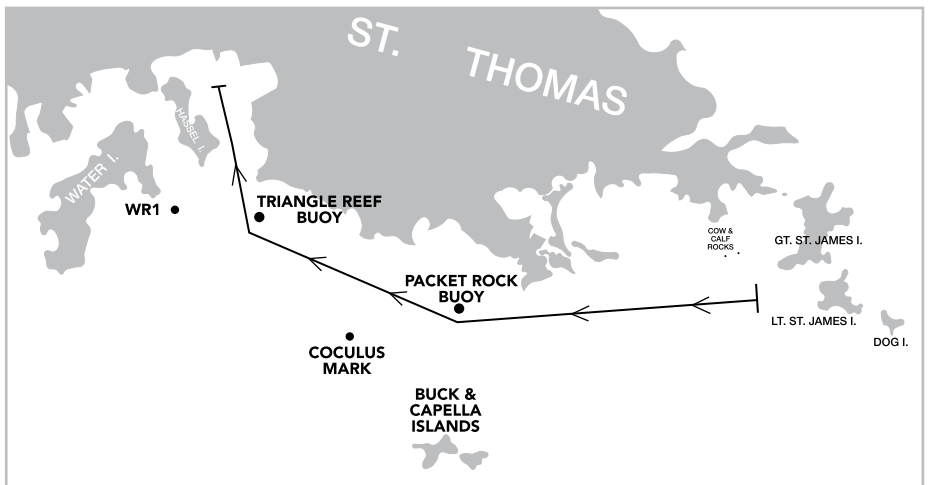 ST. THOMAS
HASSEL I.
WATER I.
WR1
TRIANGLE REEF
BUOY
COW &
CALF
ROCKS
GT. ST. JAMES I.
PACKET ROCK
BUOY
LT. ST. JAMES I.
DOG I.
COCULUS
MARK
BUCK &
CAPELLA
ISLANDS